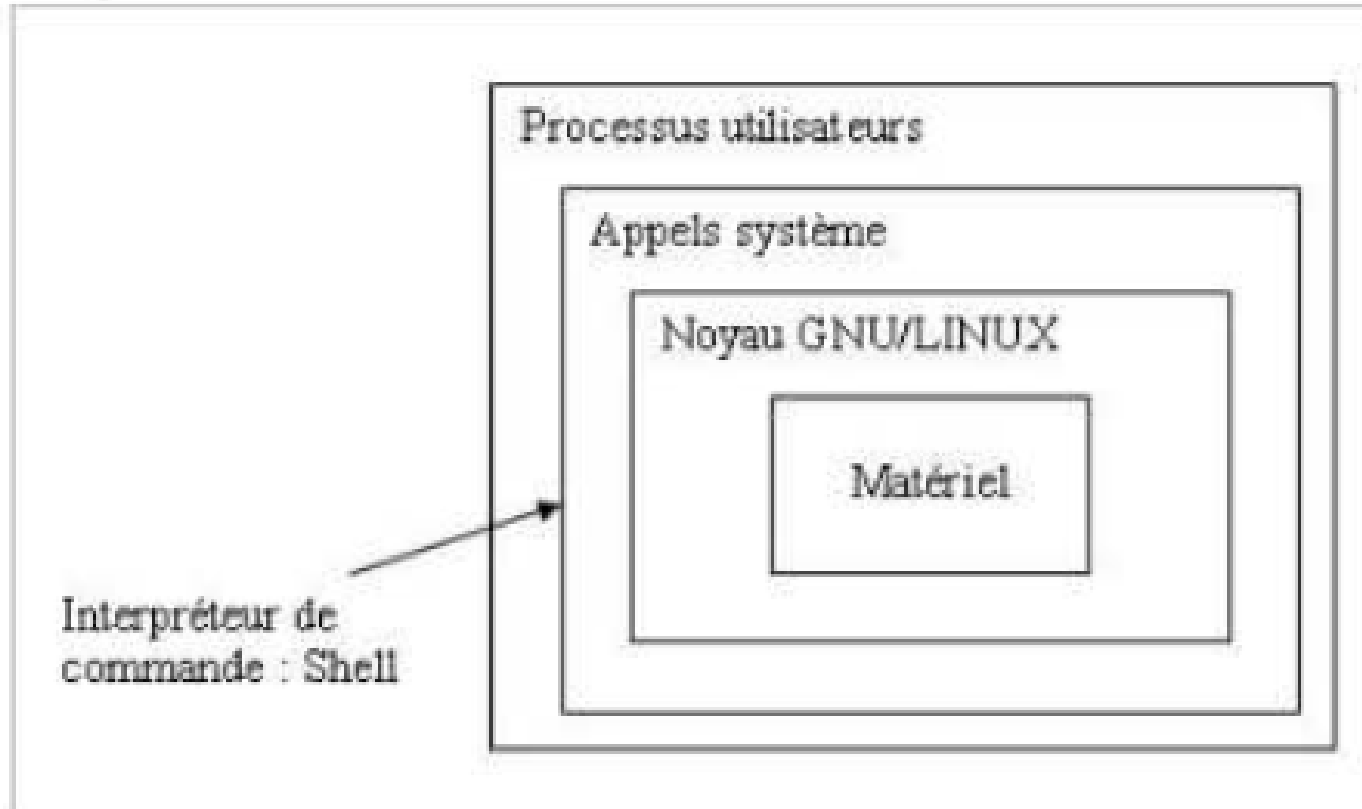 Processus utilisateurs
Appels système
Noyau GNU/LINUX
Matériel
Interpréteur de
commande : Shell